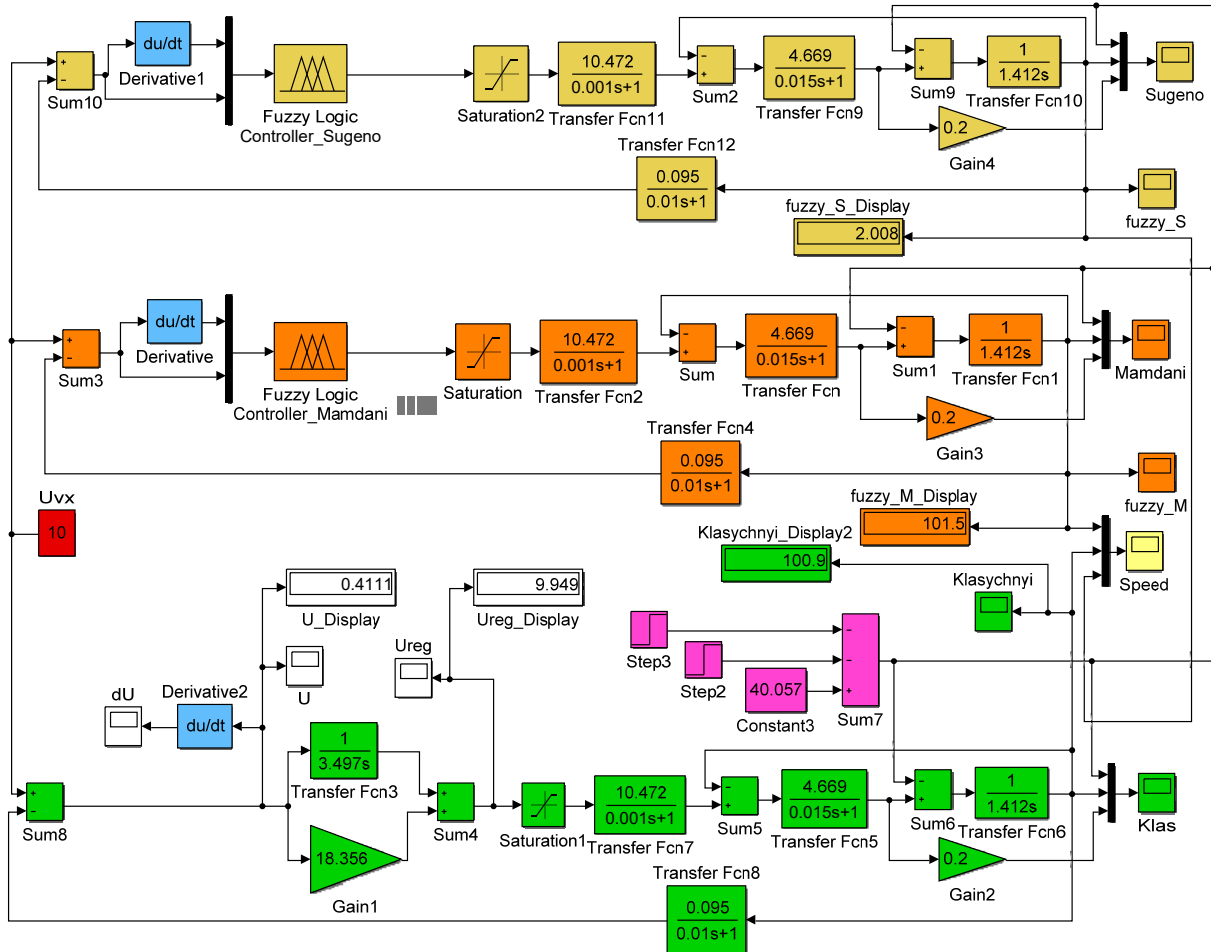 du/dt
Derivative1
+
−
Sum10
Fuzzy Logic
Controller_Sugeno
Saturation2
10.472
0.001s+1
Transfer Fcn11
−
+
Sum2
4.669
0.015s+1
Transfer Fcn9
−
+
Sum9
1
1.412s
Transfer Fcn10
Sugeno
0.2
Gain4
Transfer Fcn12
0.095
0.01s+1
fuzzy_S
fuzzy_S_Display
2.008
du/dt
Derivative
+
−
Sum3
Fuzzy Logic
Controller_Mamdani
Saturation
10.472
0.001s+1
Transfer Fcn2
−
+
Sum
4.669
0.015s+1
Transfer Fcn
−
+
Sum1
1
1.412s
Transfer Fcn1
Mamdani
0.2
Gain3
Transfer Fcn4
0.095
0.01s+1
fuzzy_M
fuzzy_M_Display
101.5
Uvx
10
Klasychnyi_Display2
100.9
Klasychnyi
Speed
0.4111
U_Display
9.949
Ureg_Display
U
Ureg
Step3
Step2
40.057
Constant3
−
−
+
Sum7
dU
Derivative2
du/dt
+
−
Sum8
1
3.497s
Transfer Fcn3
18.356
Gain1
+
+
Sum4
Saturation1
10.472
0.001s+1
Transfer Fcn7
−
+
Sum5
4.669
0.015s+1
Transfer Fcn5
−
+
Sum6
1
1.412s
Transfer Fcn6
Klas
0.2
Gain2
Transfer Fcn8
0.095
0.01s+1